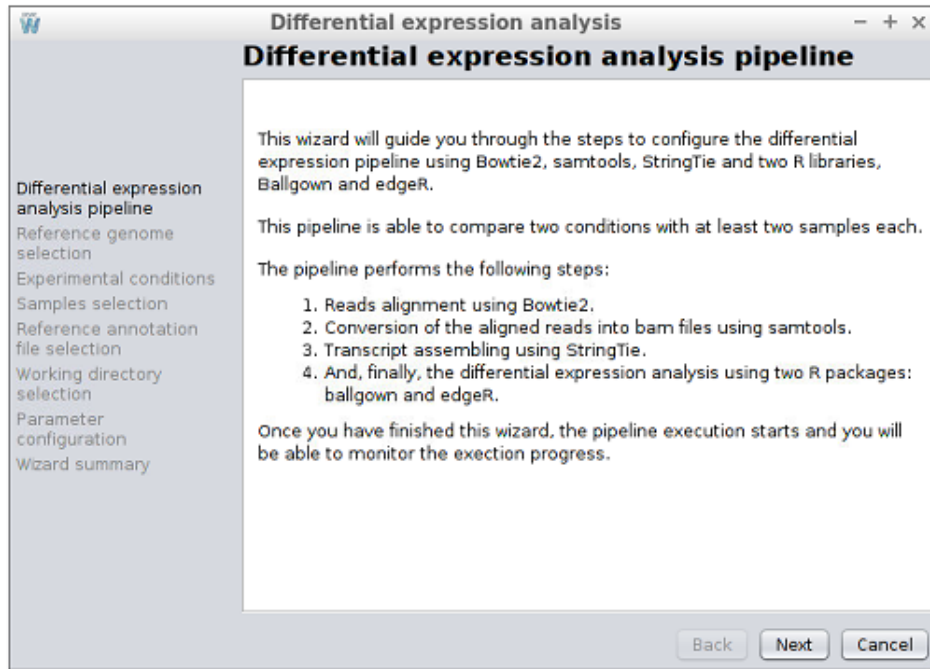 Differential expression analysis
Differential expression analysis pipeline
Differential expression
analysis pipeline
Reference genome
selection
Experimental conditions
Samples selection
Reference annotation
file selection
Working directory
selection
Parameter
configuration
Wizard summary
This wizard will guide you through the steps to configure the differential
expression pipeline using Bowtie2, samtools, StringTie and two R libraries,
Ballgown and edgeR.
This pipeline is able to compare two conditions with at least two samples each.
The pipeline performs the following steps:
1. Reads alignment using Bowtie2.
2. Conversion of the aligned reads into bam files using samtools.
3. Transcript assembling using StringTie.
4. And, finally, the differential expression analysis using two R packages:
ballgown and edgeR.
Once you have finished this wizard, the pipeline execution starts and you will
be able to monitor the exection progress.
Back Next Cancel